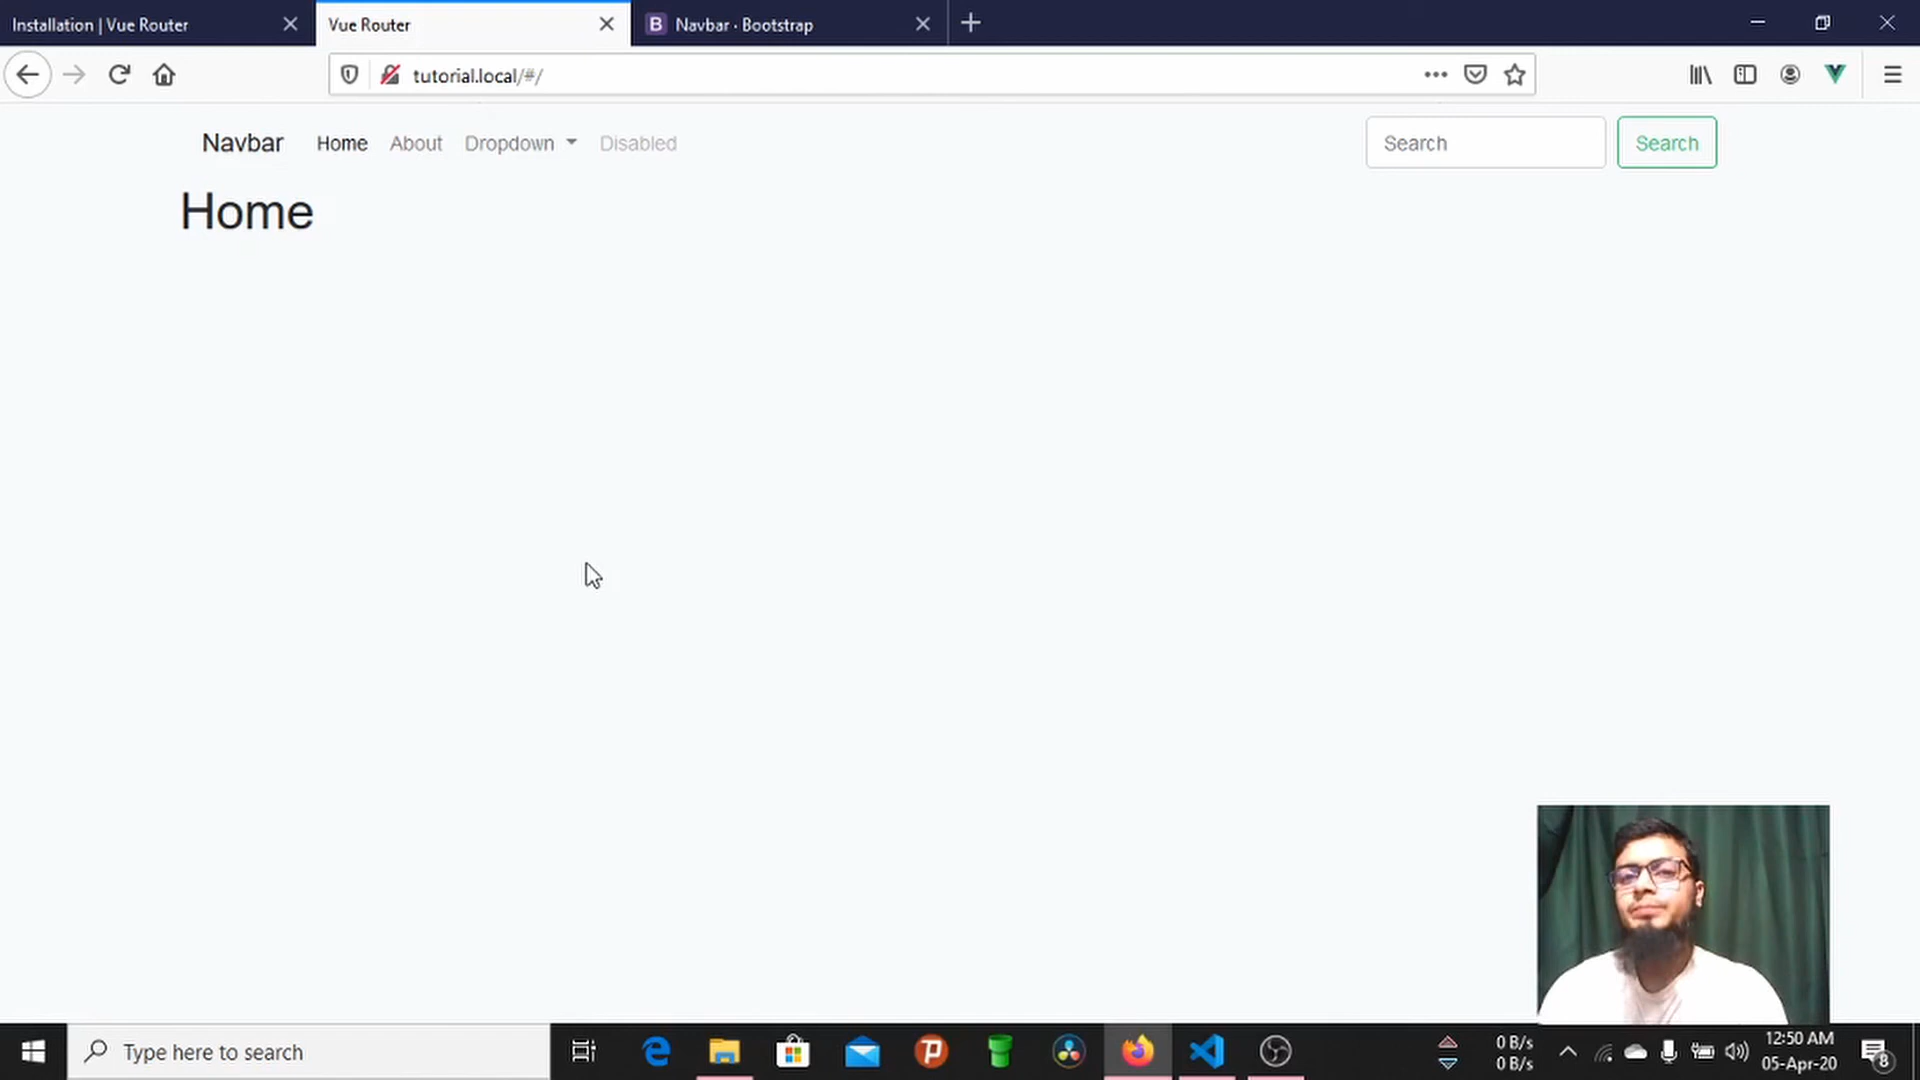 Installation | Vue Router
Vue Router
B Navbar · Bootstrap
tutorial.local/#/
Navbar Home About Dropdown Disabled Search Search
Home
Type here to search
0 B/s
0 B/s
12:50 AM
05-Apr-20
8